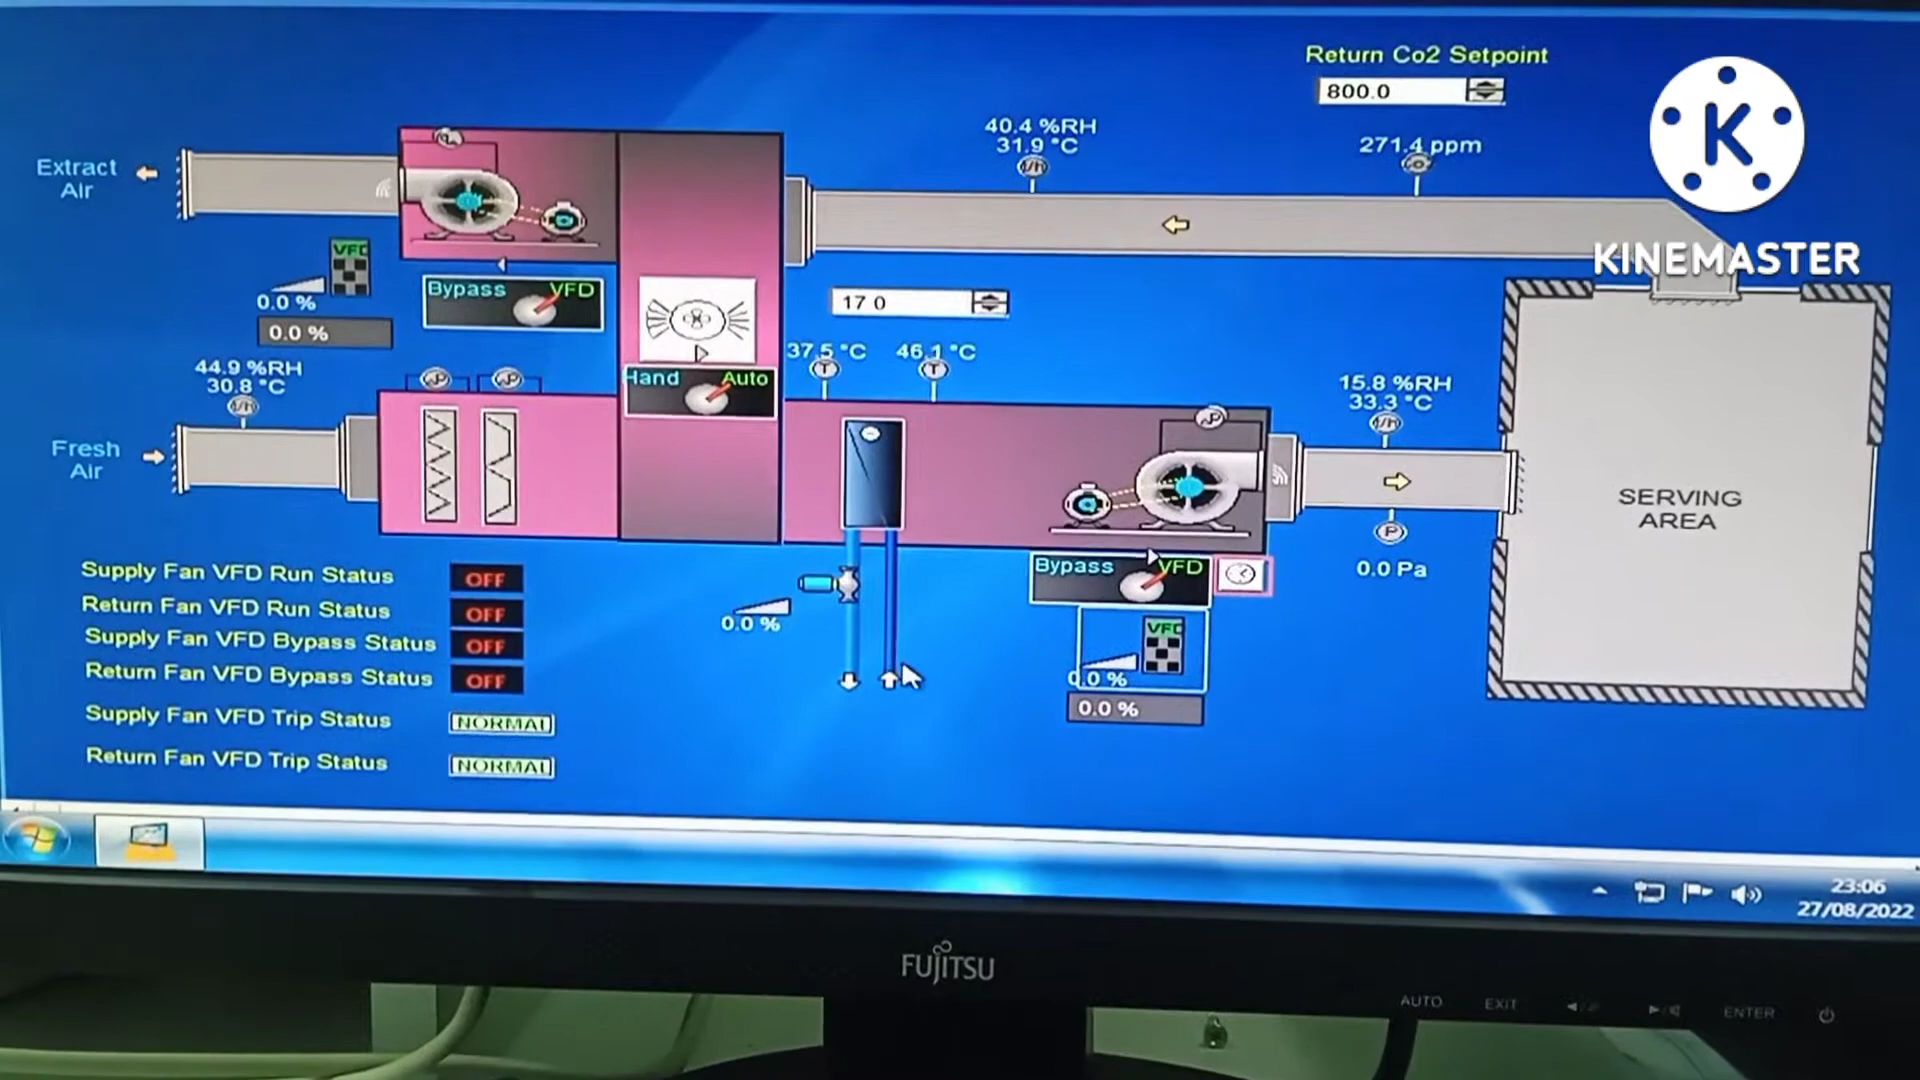 Return Co2 Setpoint
800.0
KINEMASTER
40.4 %RH
31.9 °C
271.4 ppm
Extract
Air
VFD
0.0 %
0.0 %
Bypass VFD
17 0
44.9 %RH
30.8 °C
Hand Auto
37.5 °C
46.1 °C
15.8 %RH
33.3 °C
Fresh
Air
T
T
P
SERVING
AREA
0.0 Pa
Bypass VFD
VFD
0.0 %
0.0 %
0.0 %
Supply Fan VFD Run Status OFF
Return Fan VFD Run Status OFF
Supply Fan VFD Bypass Status OFF
Return Fan VFD Bypass Status OFF
Supply Fan VFD Trip Status NORMAL
Return Fan VFD Trip Status NORMAL
23:06
27/08/2022
FUJITSU
AUTO EXIT ENTER